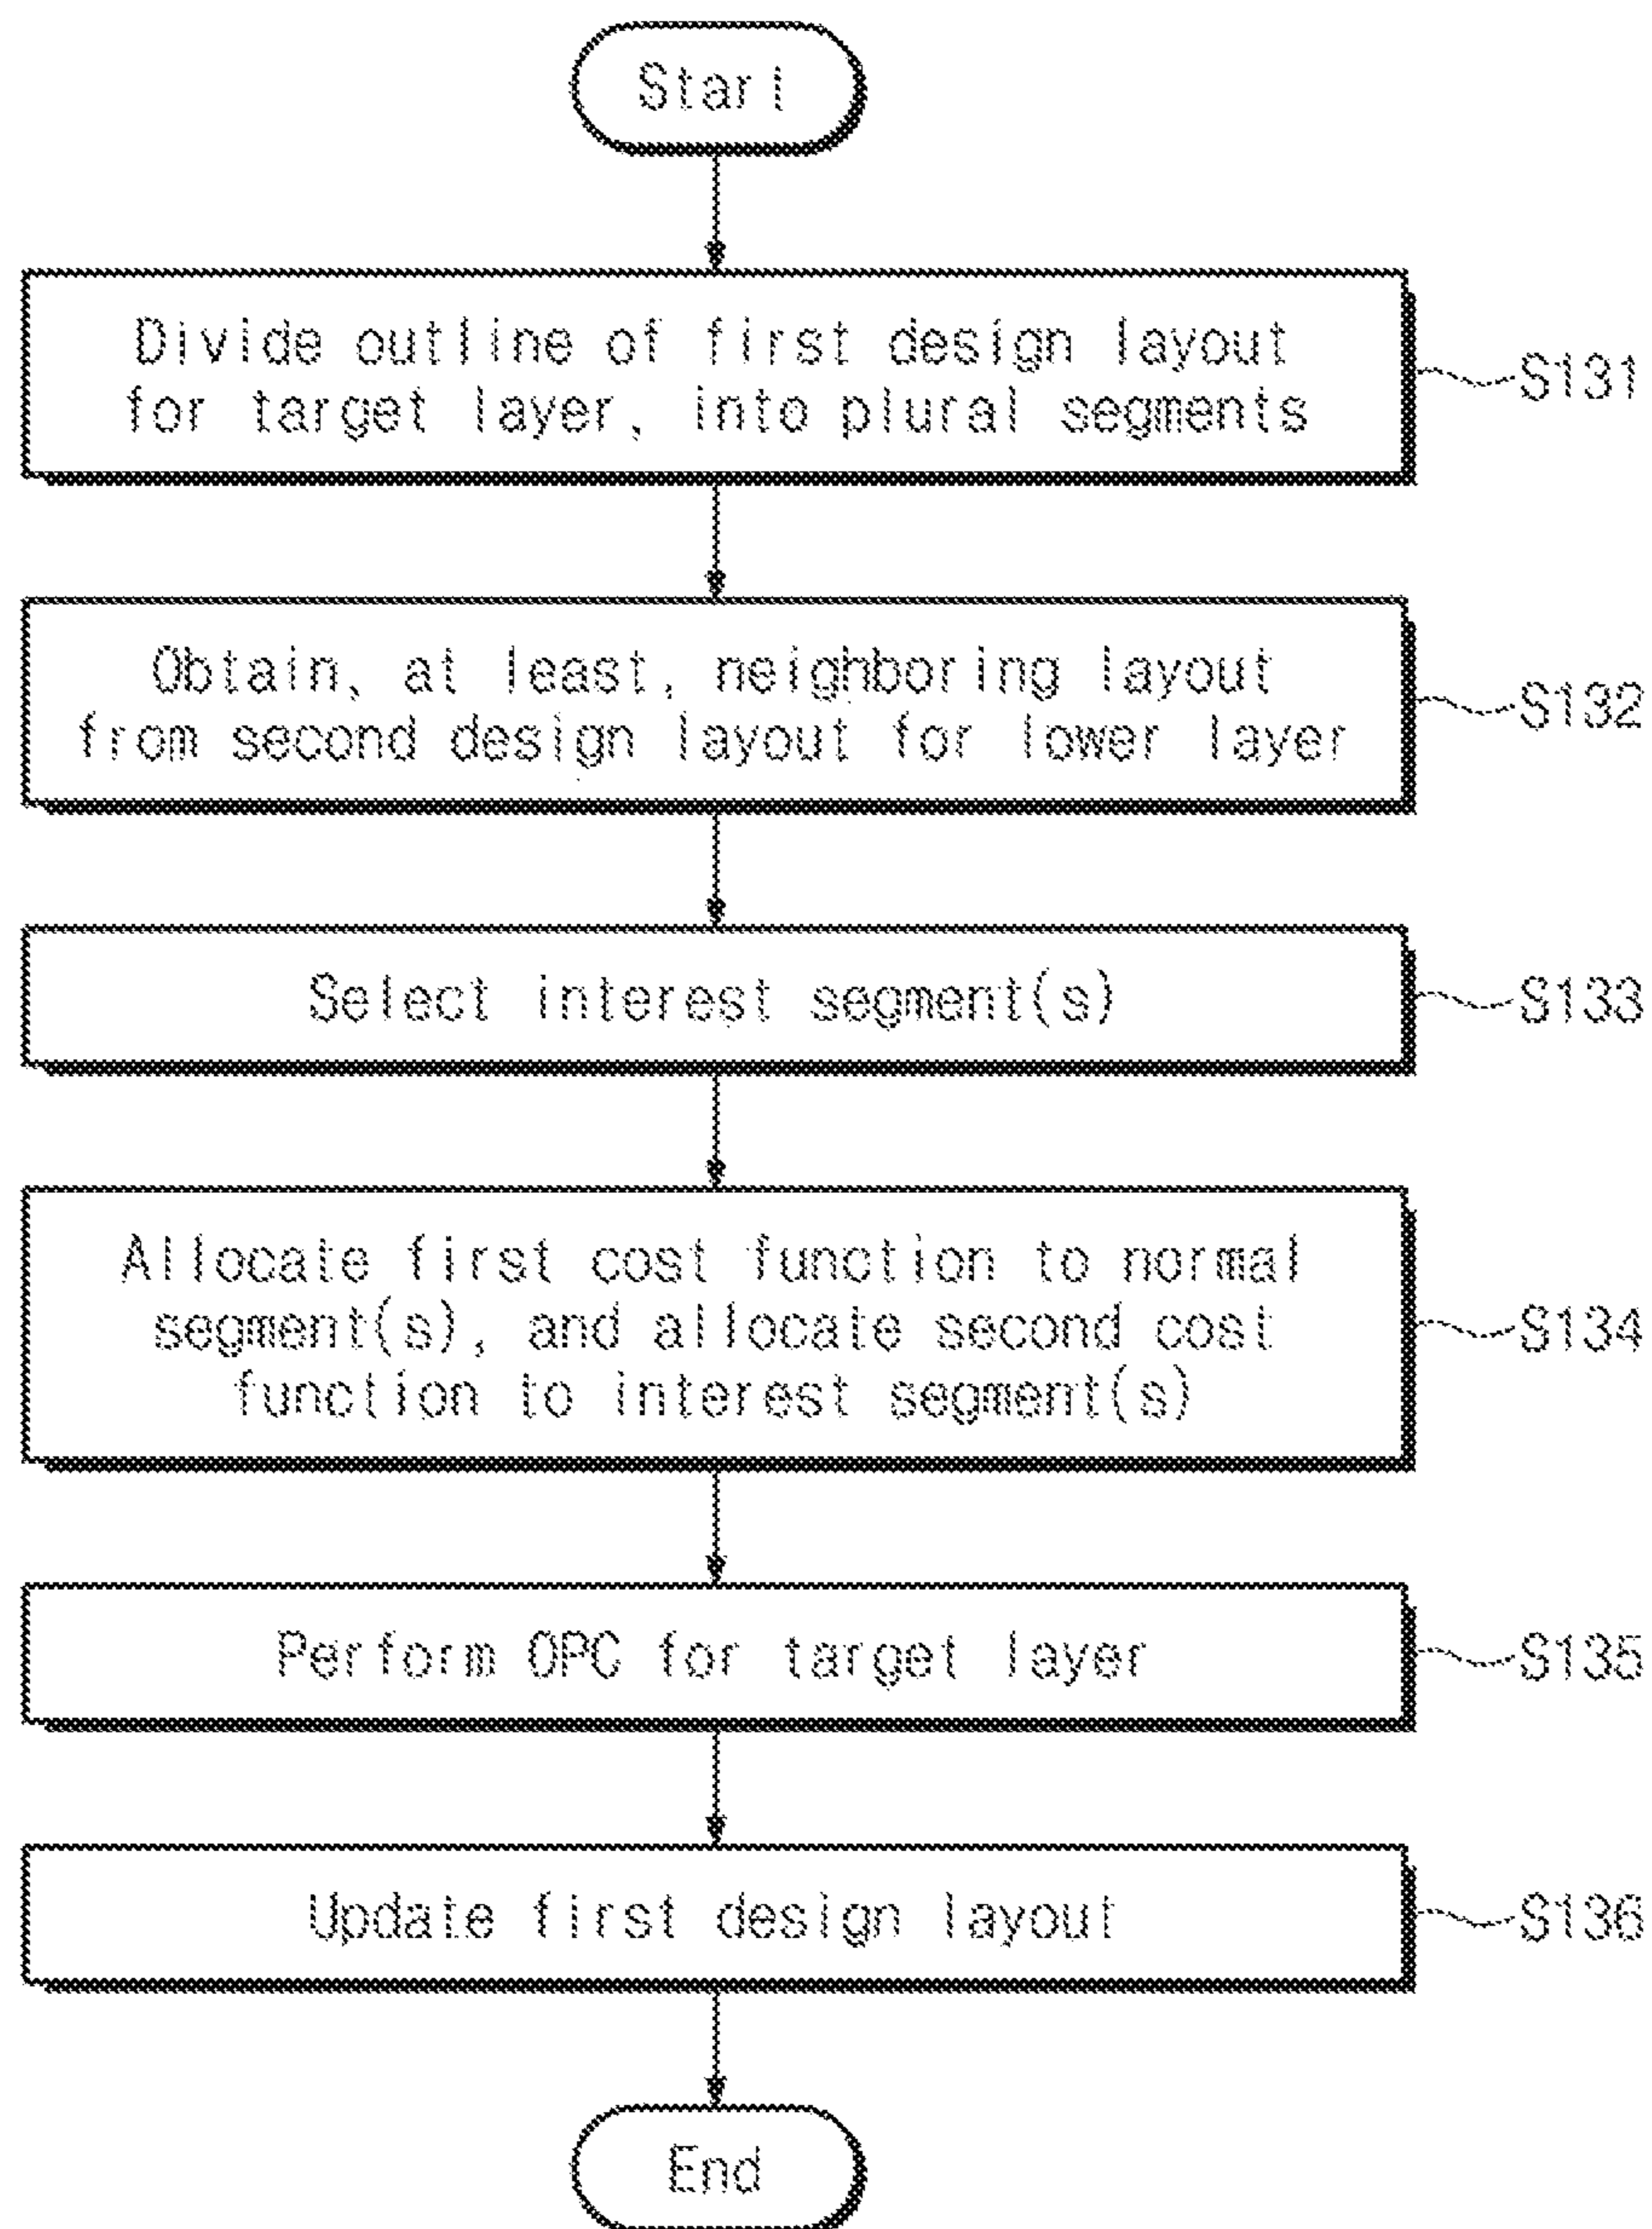 Start
Divide outline of first design layout
for target layer, into plural segments
S131
Obtain, at least, neighboring layout
from second design layout for lower layer
S132
Select interest segment(s)
S133
Allocate first cost function to normal
segment(s), and allocate second cost
function to interest segment(s)
S134
Perform OPC for target layer
S135
Update first design layout
S136
End